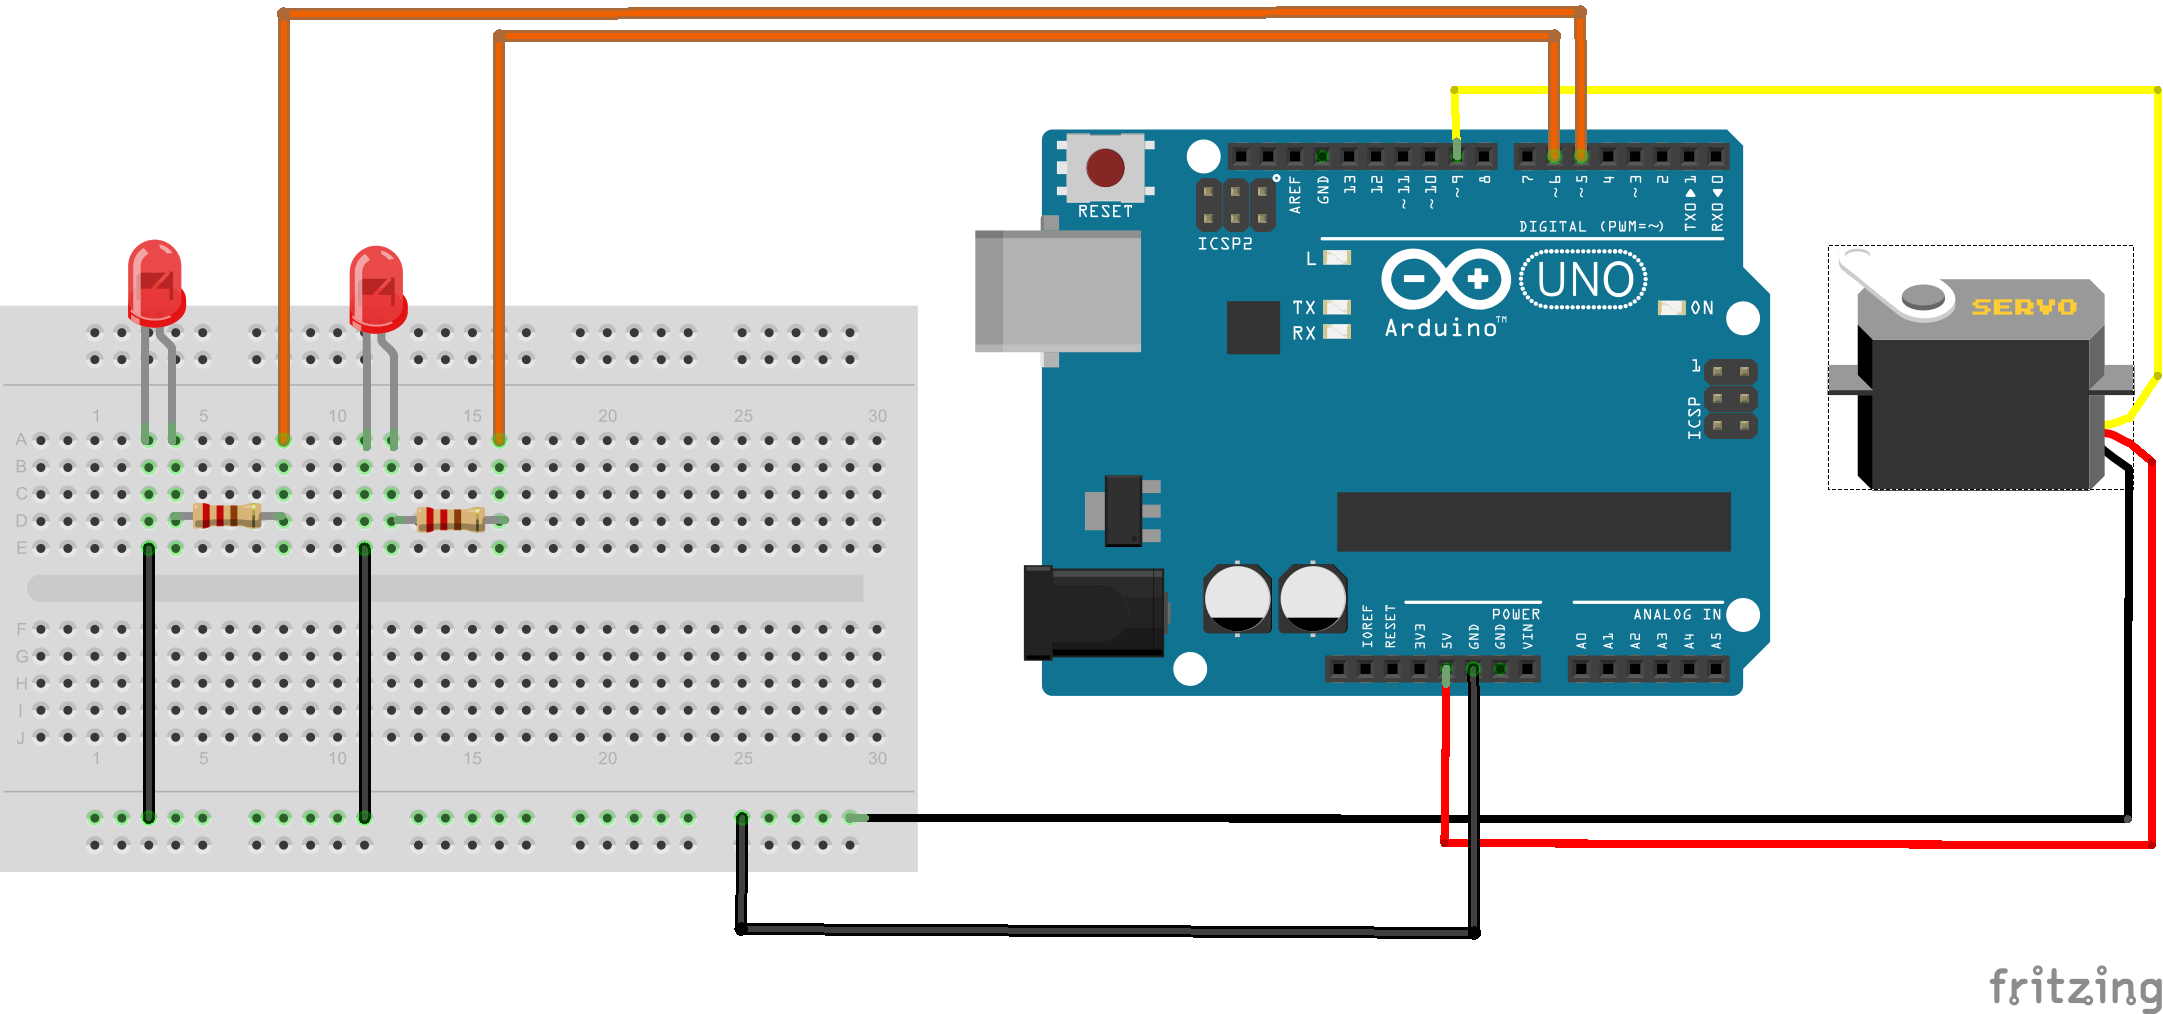 RESET
ICSP2
AREF
GND
13
12
~11
~10
~9
8
7
~6
~5
4
~3
2
TX0▶1
RX0◀0
DIGITAL (PWM=~)
L
TX
RX
Arduino™
UNO
ON
1
ICSP
SERVO
1 5 10 15 20 25 30
A
B
C
D
E
F
G
H
I
J
1 5 10 15 20 25 30
POWER
ANALOG IN
IOREF
RESET
3V3
5V
GND
GND
VIN
A0
A1
A2
A3
A4
A5
fritzing